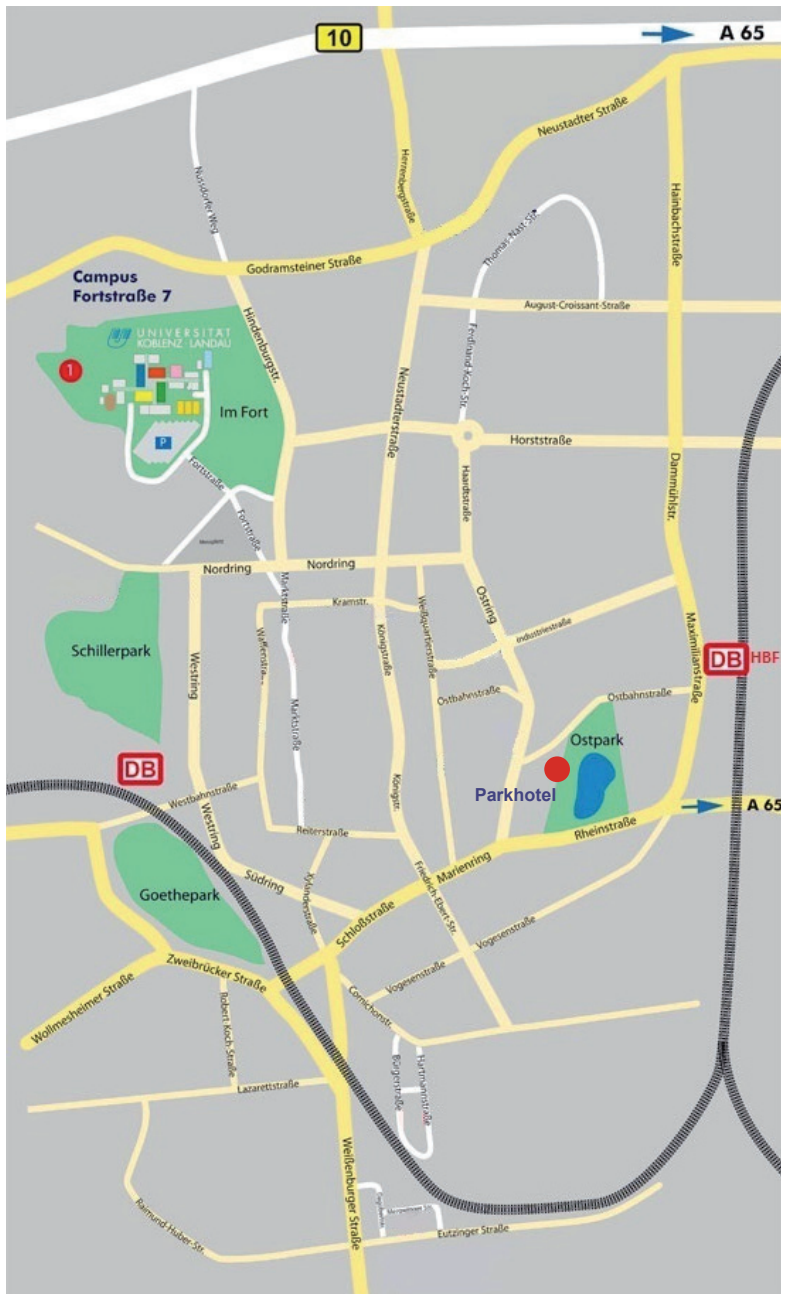 10
A 65
Neustadter Straße
Herrenbergstraße
Nussdorfer Weg
Hainbachstraße
Thomas-Nast-Str.
Godramsteiner Straße
Campus
Fortstraße 7
August-Croissant-Straße
UNIVERSITÄT
KOBLENZ · LANDAU
Hindenburgstr.
Ferdinand-Koch-Str.
1
Neustadterstraße
Im Fort
P
Horststraße
Dammühlstr.
Haardtstraße
Fortstraße
Fortstraße
Nordring
Nordring
Marktstraße
Ostring
Kramstr.
Weißquartierstraße
Industriestraße
Maximilianstraße
Königstraße
Schillerpark
Westring
DB
HBF
Ostbahnstraße
Ostbahnstraße
Marktstraße
Ostpark
DB
Parkhotel
Königstr.
Westbahnstraße
A 65
Westring
Reiterstraße
Rheinstraße
Marienring
Südring
Goethepark
Xylanderstraße
Friedrich-Ebert-Str.
Schloßstraße
Vogesenstraße
Vogesenstraße
Zweibrücker Straße
Wollmesheimer Straße
Cornichonstr.
Robert Koch-Straße
Bürgerstraße
Hartmannstraße
Lazarettstraße
Weißenburger Straße
Raimund-Huber-Str.
Eutzinger Straße